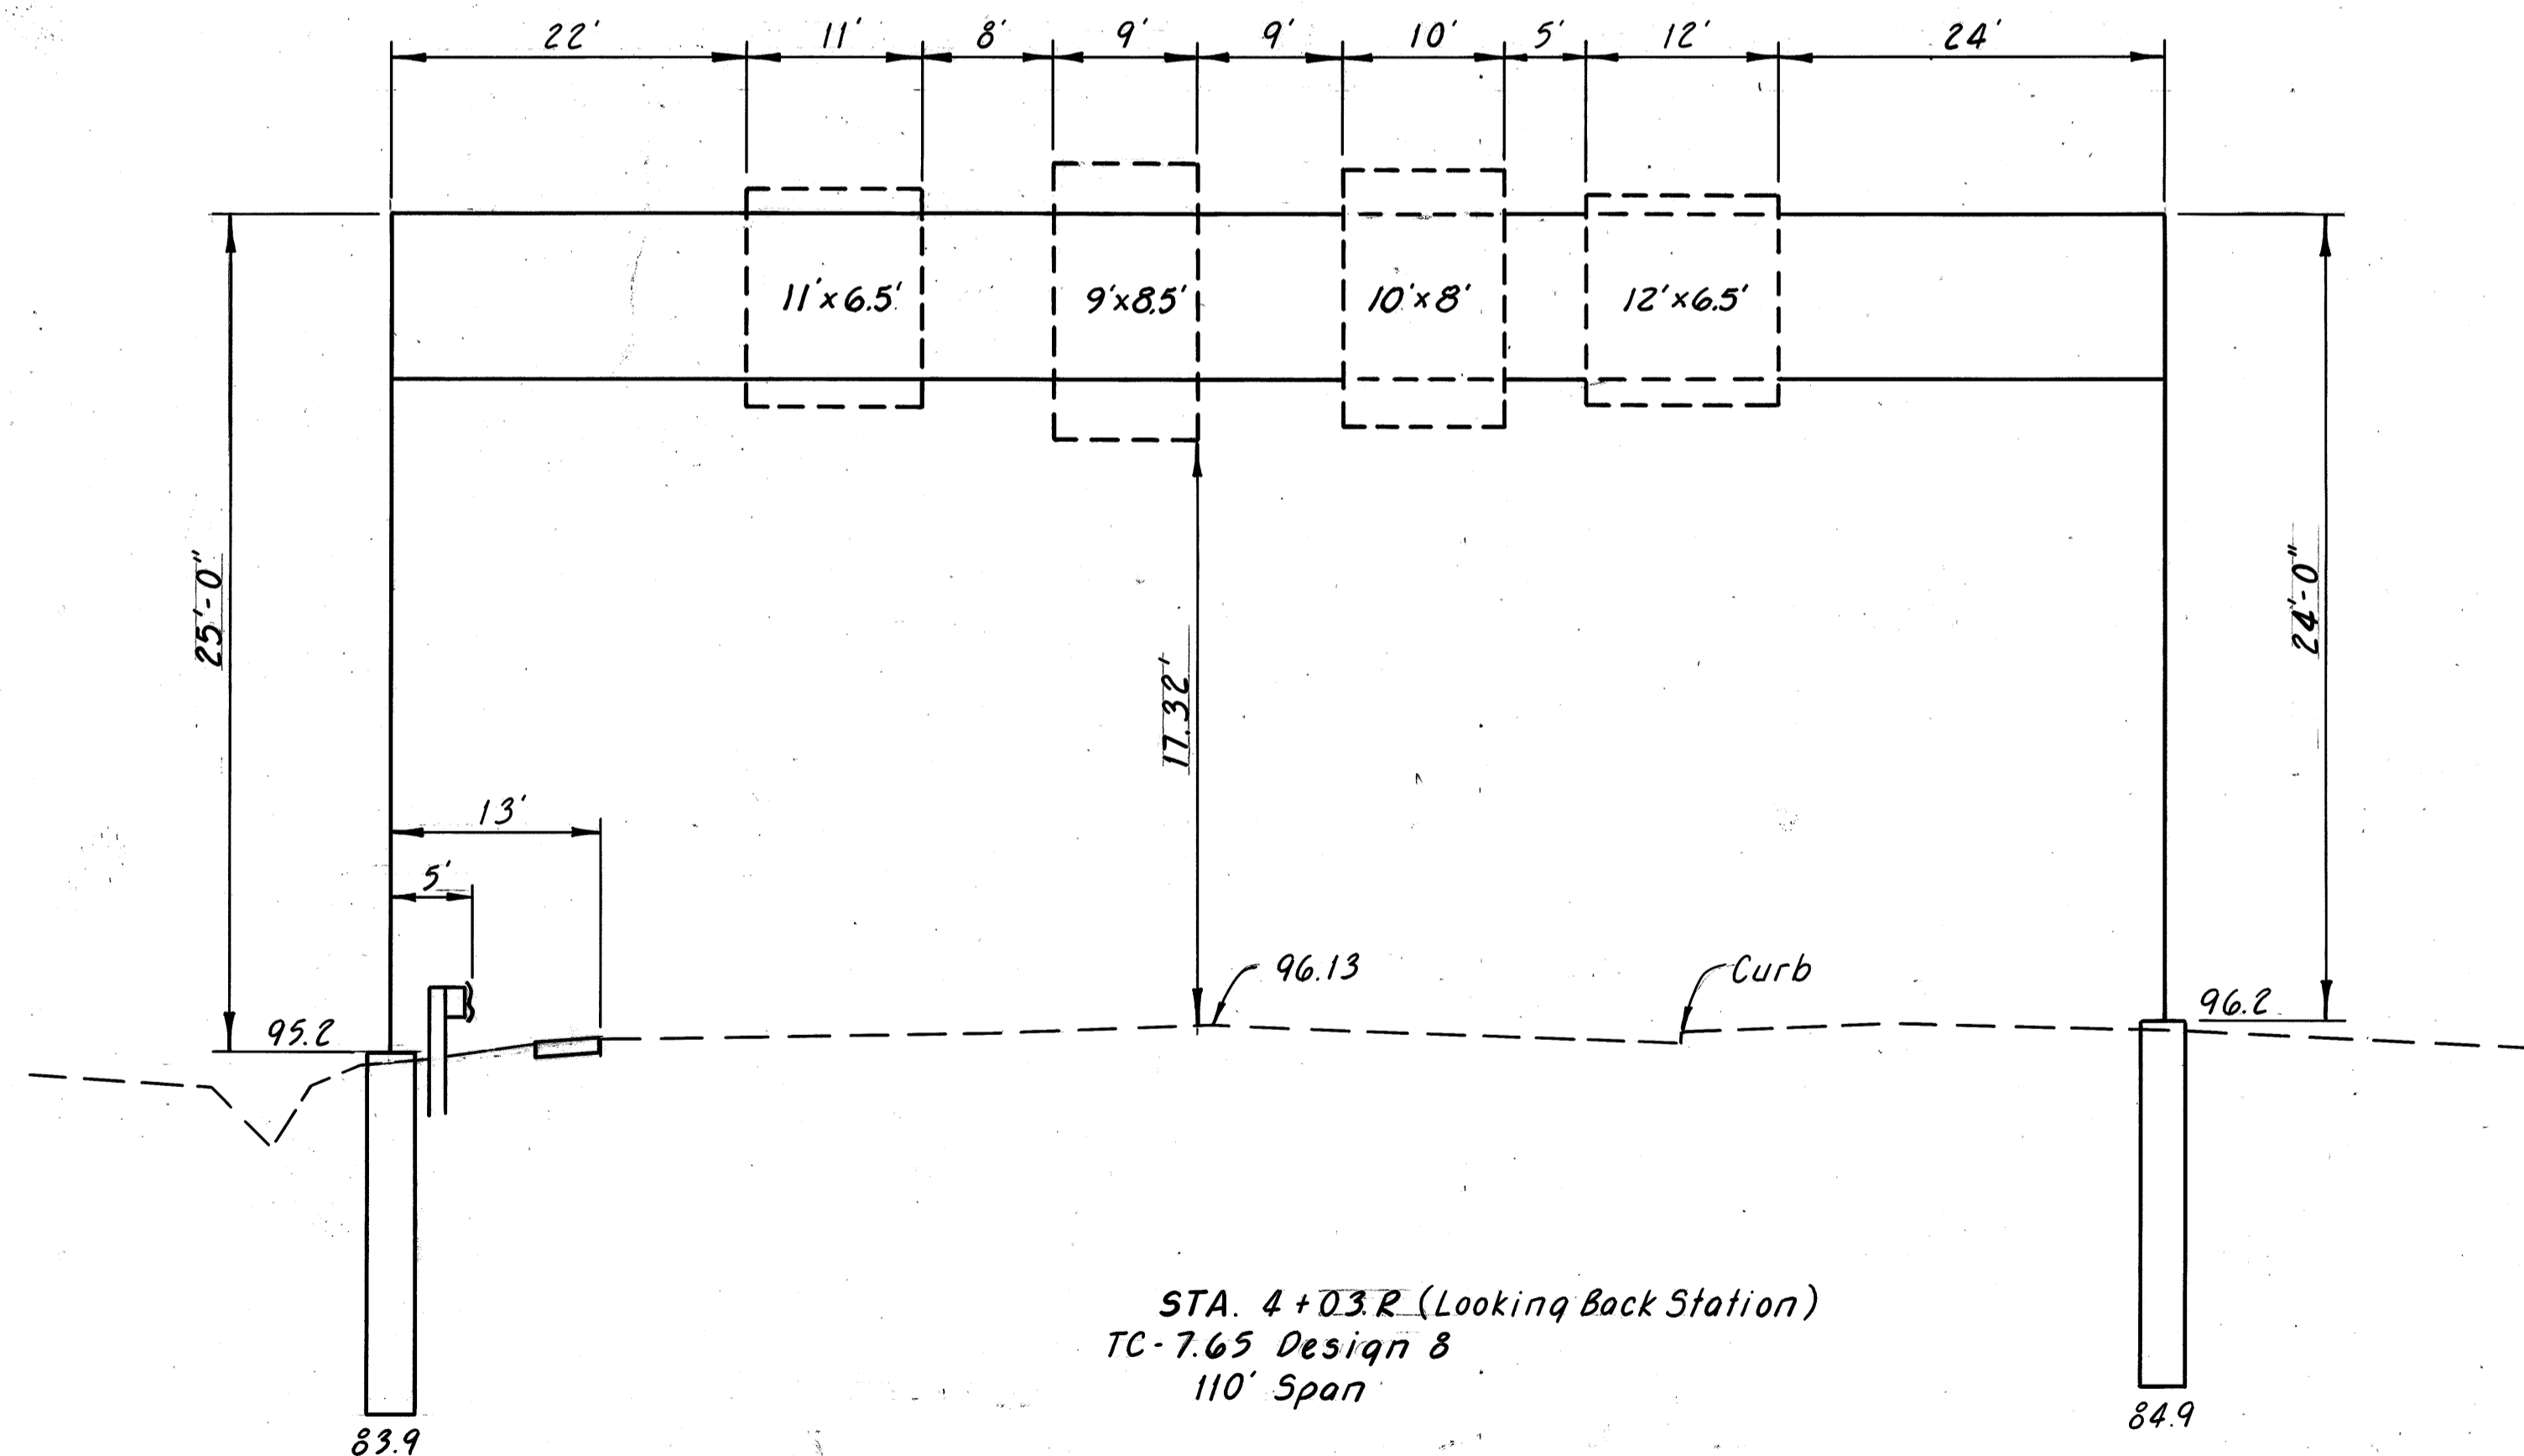 22' 11' 8' 9' 9' 10' 5' 12' 24'
11'x6.5' 9'x8.5' 10'x8' 12'x6.5'
25'-0"
24'-0"
17.32'
13'
5'
96.13
Curb
95.2
96.2
STA. 4+03.R (Looking Back Station)
TC-7.65 Design 8
110' Span
83.9
84.9